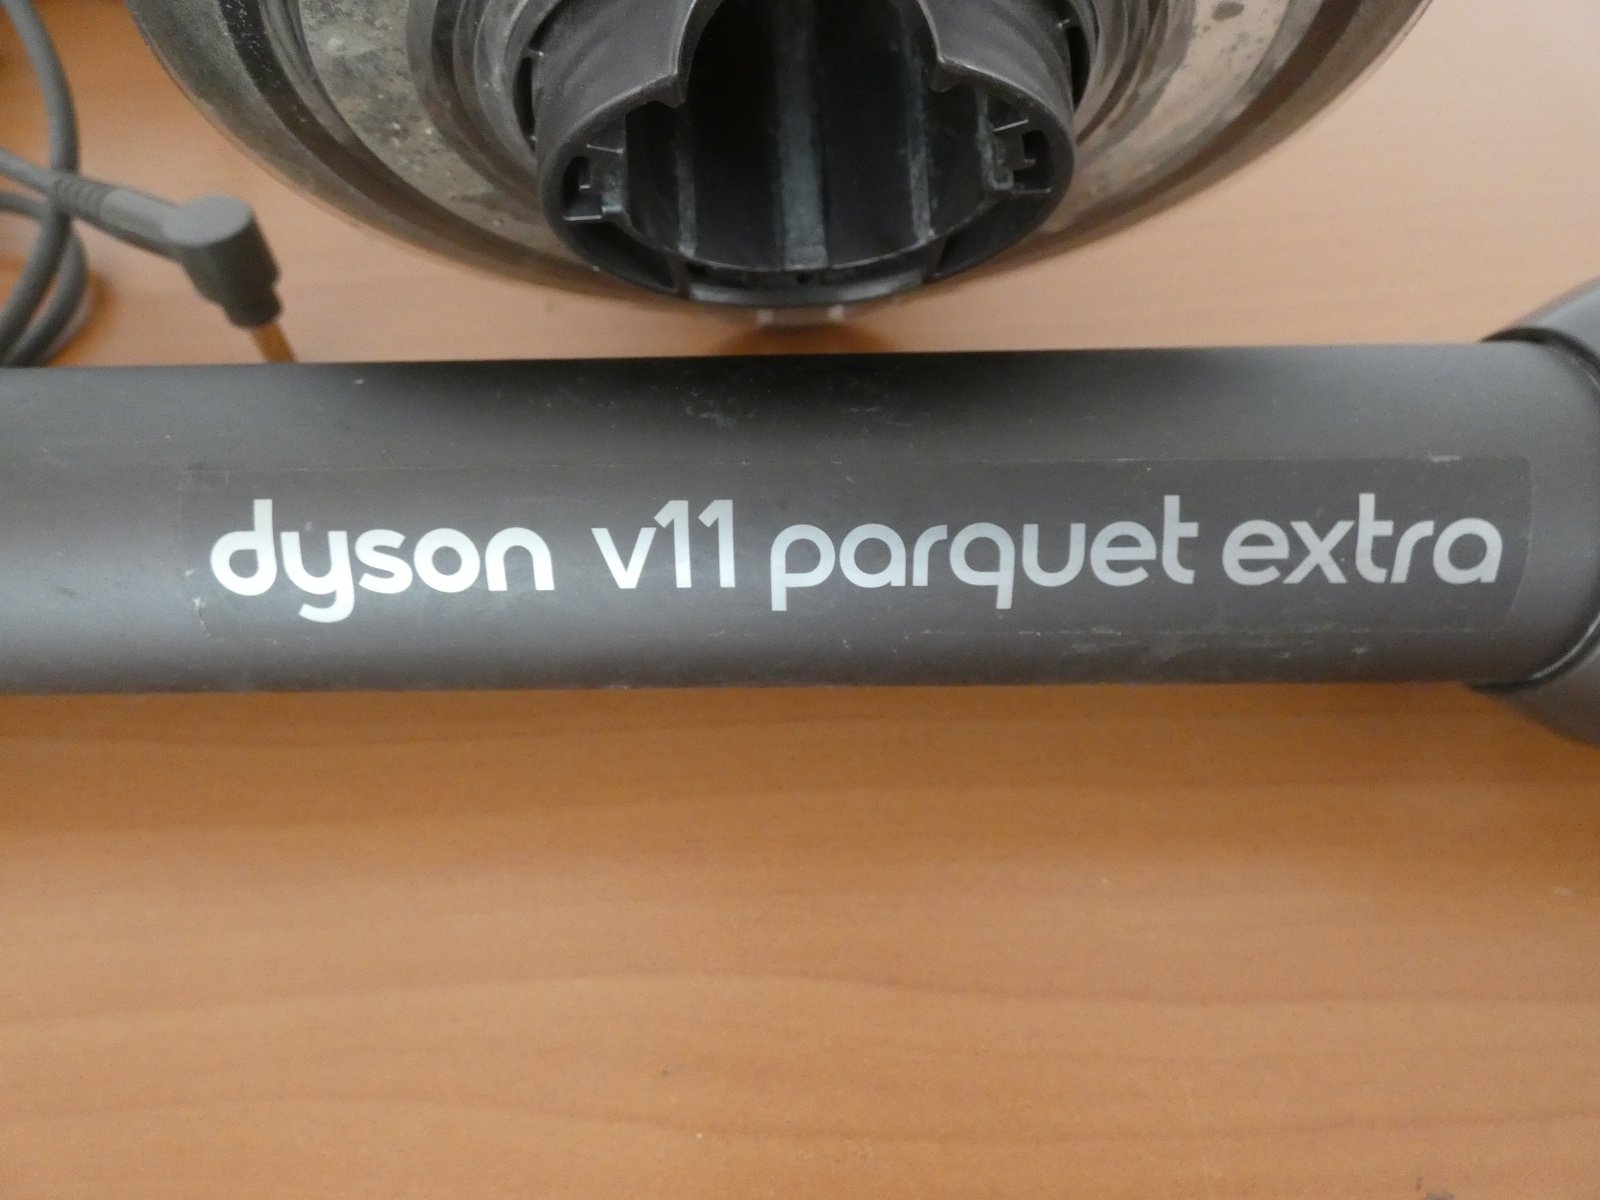 dyson v11 parquet extra